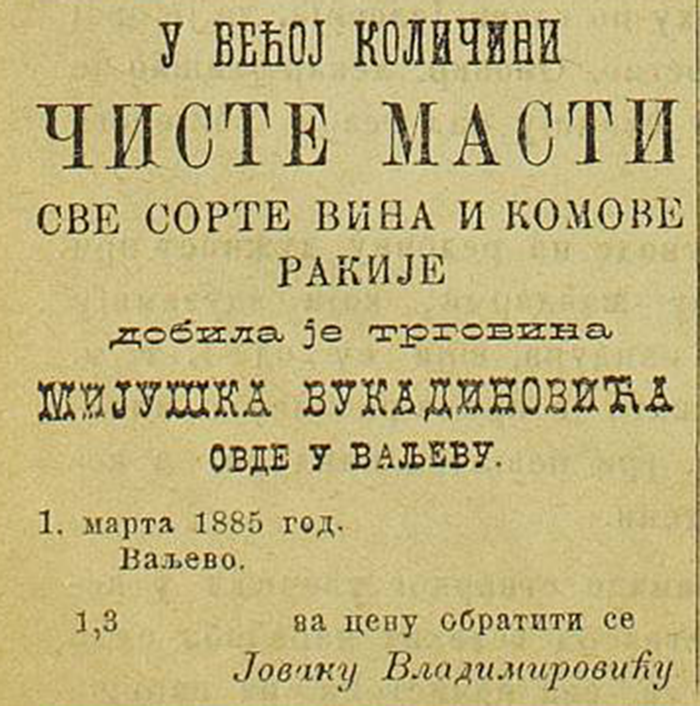 У ВЕЋОЈ КОЛИЧИНИ
ЧИСТЕ МАСТИ
СВЕ СОРТЕ ВИНА И КОМОВЕ
РАКИЈЕ
добила је трговина
МИЈУШКА ВУКАДИНОВИЋА
ОВДЕ У ВАЉЕВУ.
1. марта 1885 год.
Ваљево.
1,3 за цену обратити се
Јовану Владимировићу